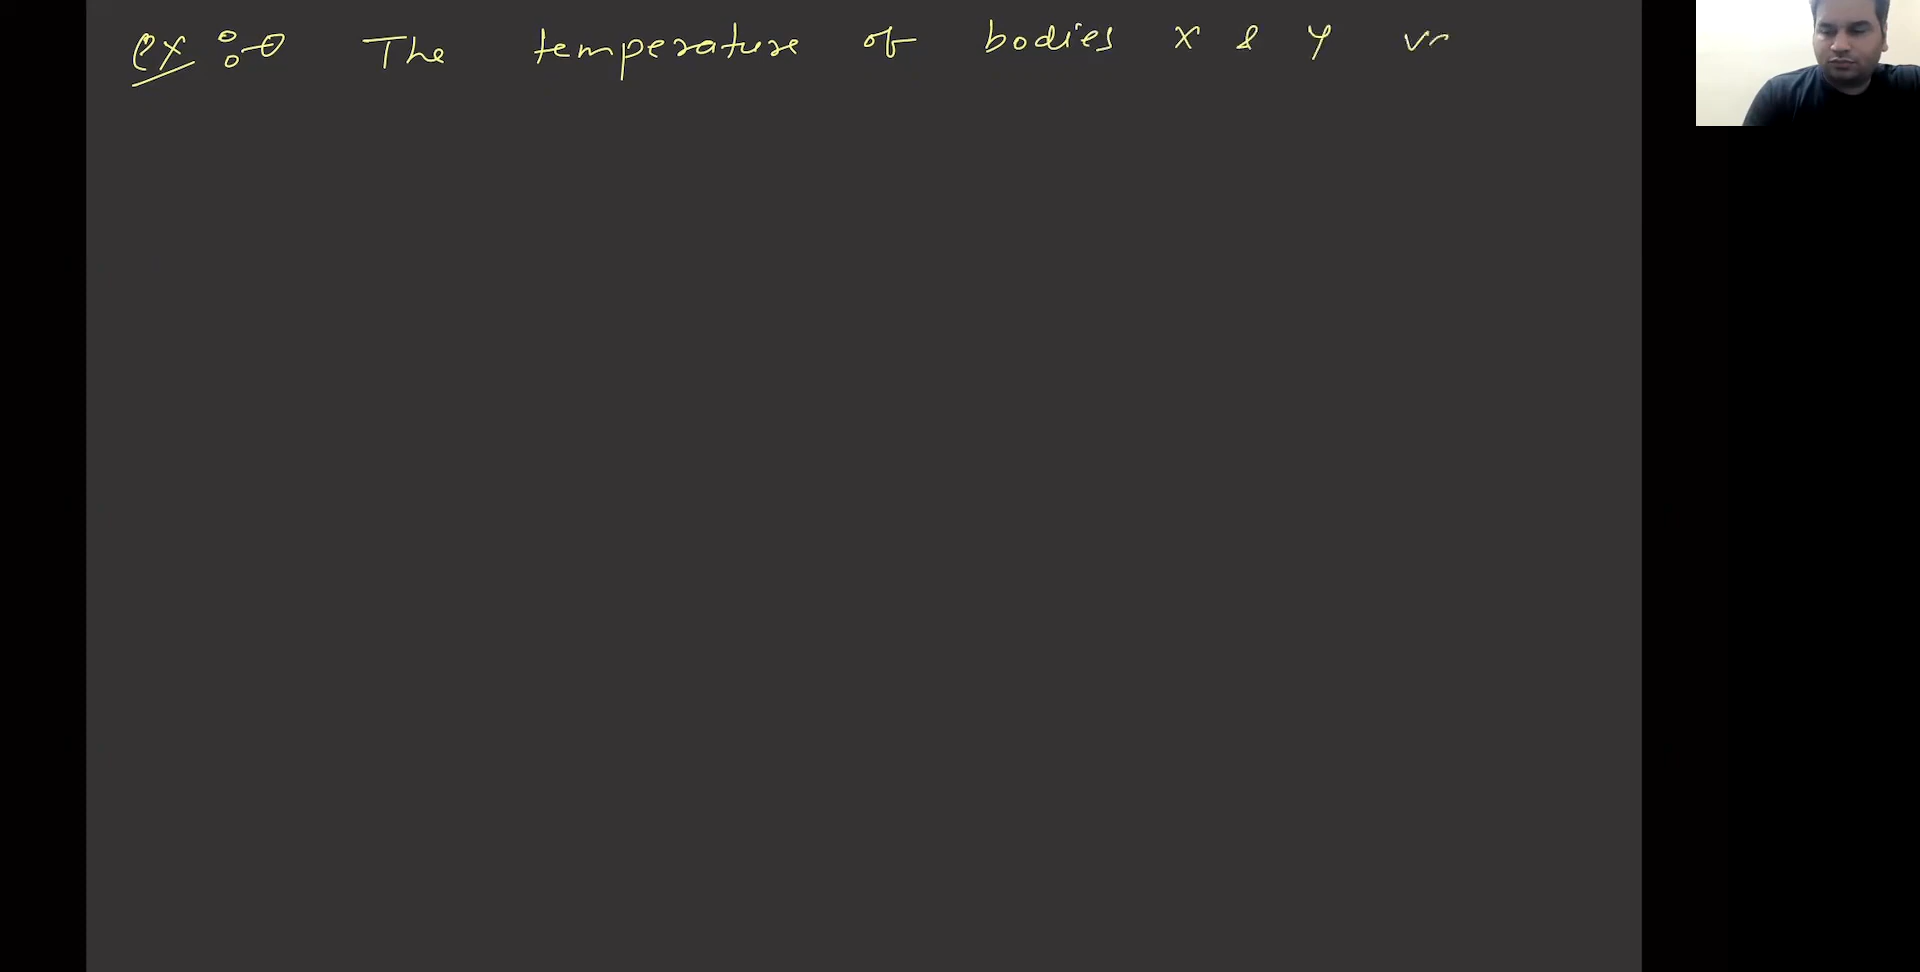 ex :- The temperature of bodies X & Y